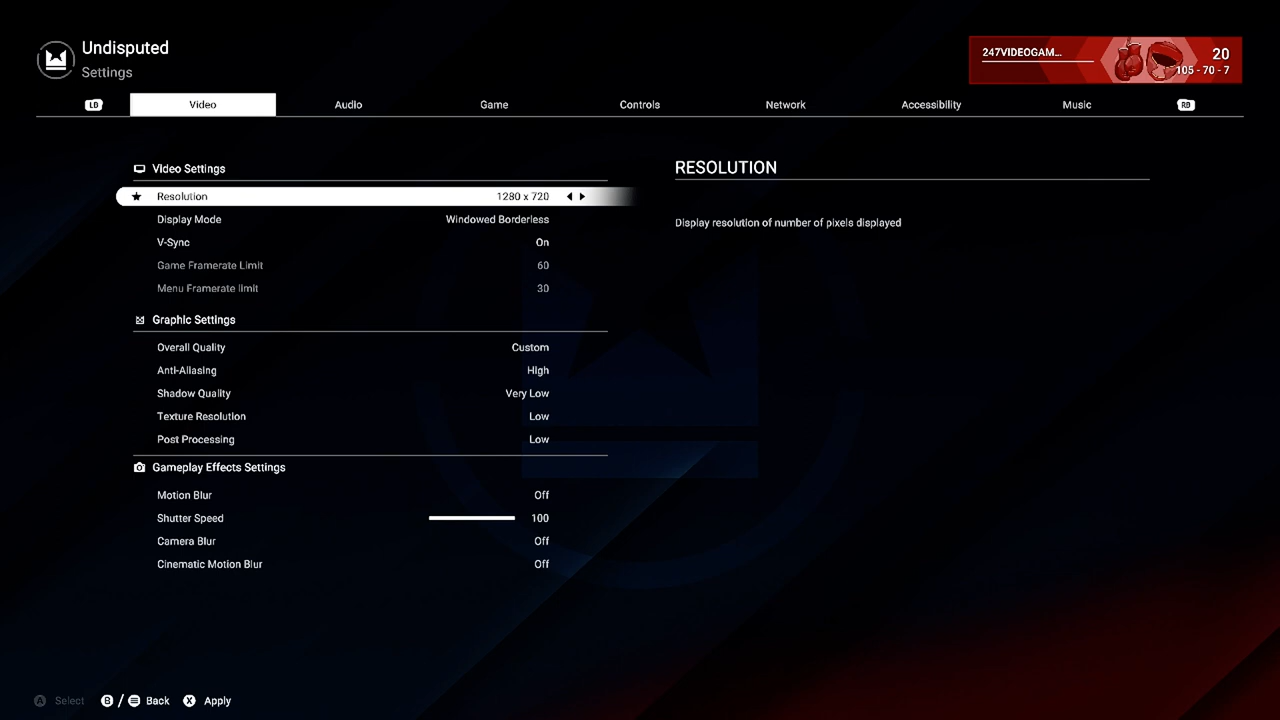 Undisputed
Settings
247VIDEOGAM...
20
105 - 70 - 7
LB Video Audio Game Controls Network Accessibility Music RB
Video Settings
Resolution 1280 x 720
Display Mode Windowed Borderless
V-Sync On
Game Framerate Limit 60
Menu Framerate limit 30
Graphic Settings
Overall Quality Custom
Anti-Aliasing High
Shadow Quality Very Low
Texture Resolution Low
Post Processing Low
Gameplay Effects Settings
Motion Blur Off
Shutter Speed 100
Camera Blur Off
Cinematic Motion Blur Off
RESOLUTION
Display resolution of number of pixels displayed
A Select B / Back X Apply